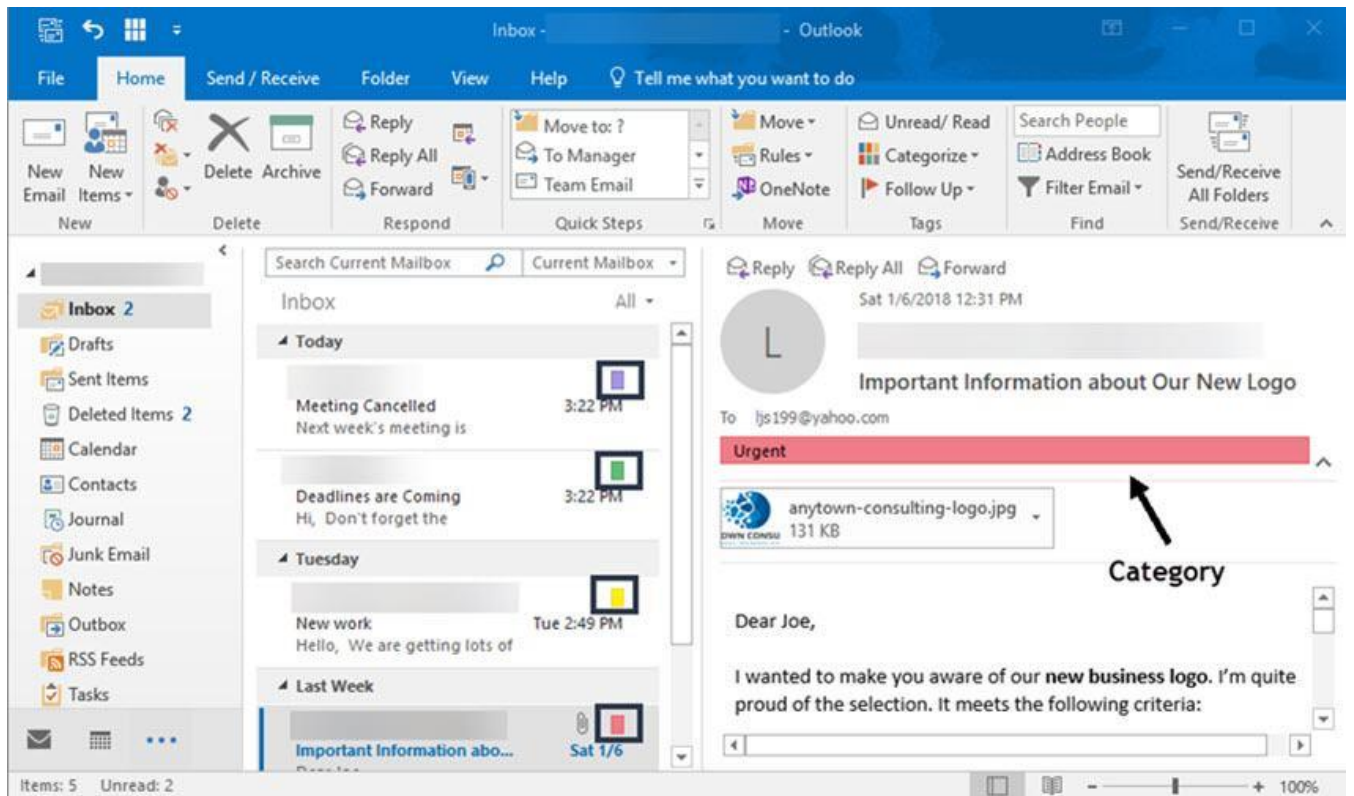 Inbox - - Outlook
File Home Send / Receive Folder View Help Tell me what you want to do
New Email
New Items
Delete
Archive
Reply
Reply All
Forward
Move to: ?
To Manager
Team Email
Move
Rules
OneNote
Unread/ Read
Categorize
Follow Up
Search People
Address Book
Filter Email
Send/Receive All Folders
New Delete Respond Quick Steps Move Tags Find Send/Receive
Inbox 2
Drafts
Sent Items
Deleted Items 2
Calendar
Contacts
Journal
Junk Email
Notes
Outbox
RSS Feeds
Tasks
Search Current Mailbox Current Mailbox
Inbox All
Today
Meeting Cancelled 3:22 PM
Next week's meeting is
Deadlines are Coming 3:22 PM
Hi, Don't forget the
Tuesday
New work Tue 2:49 PM
Hello, We are getting lots of
Last Week
Important Information abo... Sat 1/6
Reply Reply All Forward
Sat 1/6/2018 12:31 PM
L
Important Information about Our New Logo
To ljs199@yahoo.com
Urgent
anytown-consulting-logo.jpg
131 KB
OWN CONSU
Category
Dear Joe,
I wanted to make you aware of our new business logo. I'm quite
proud of the selection. It meets the following criteria:
Items: 5 Unread: 2 100%